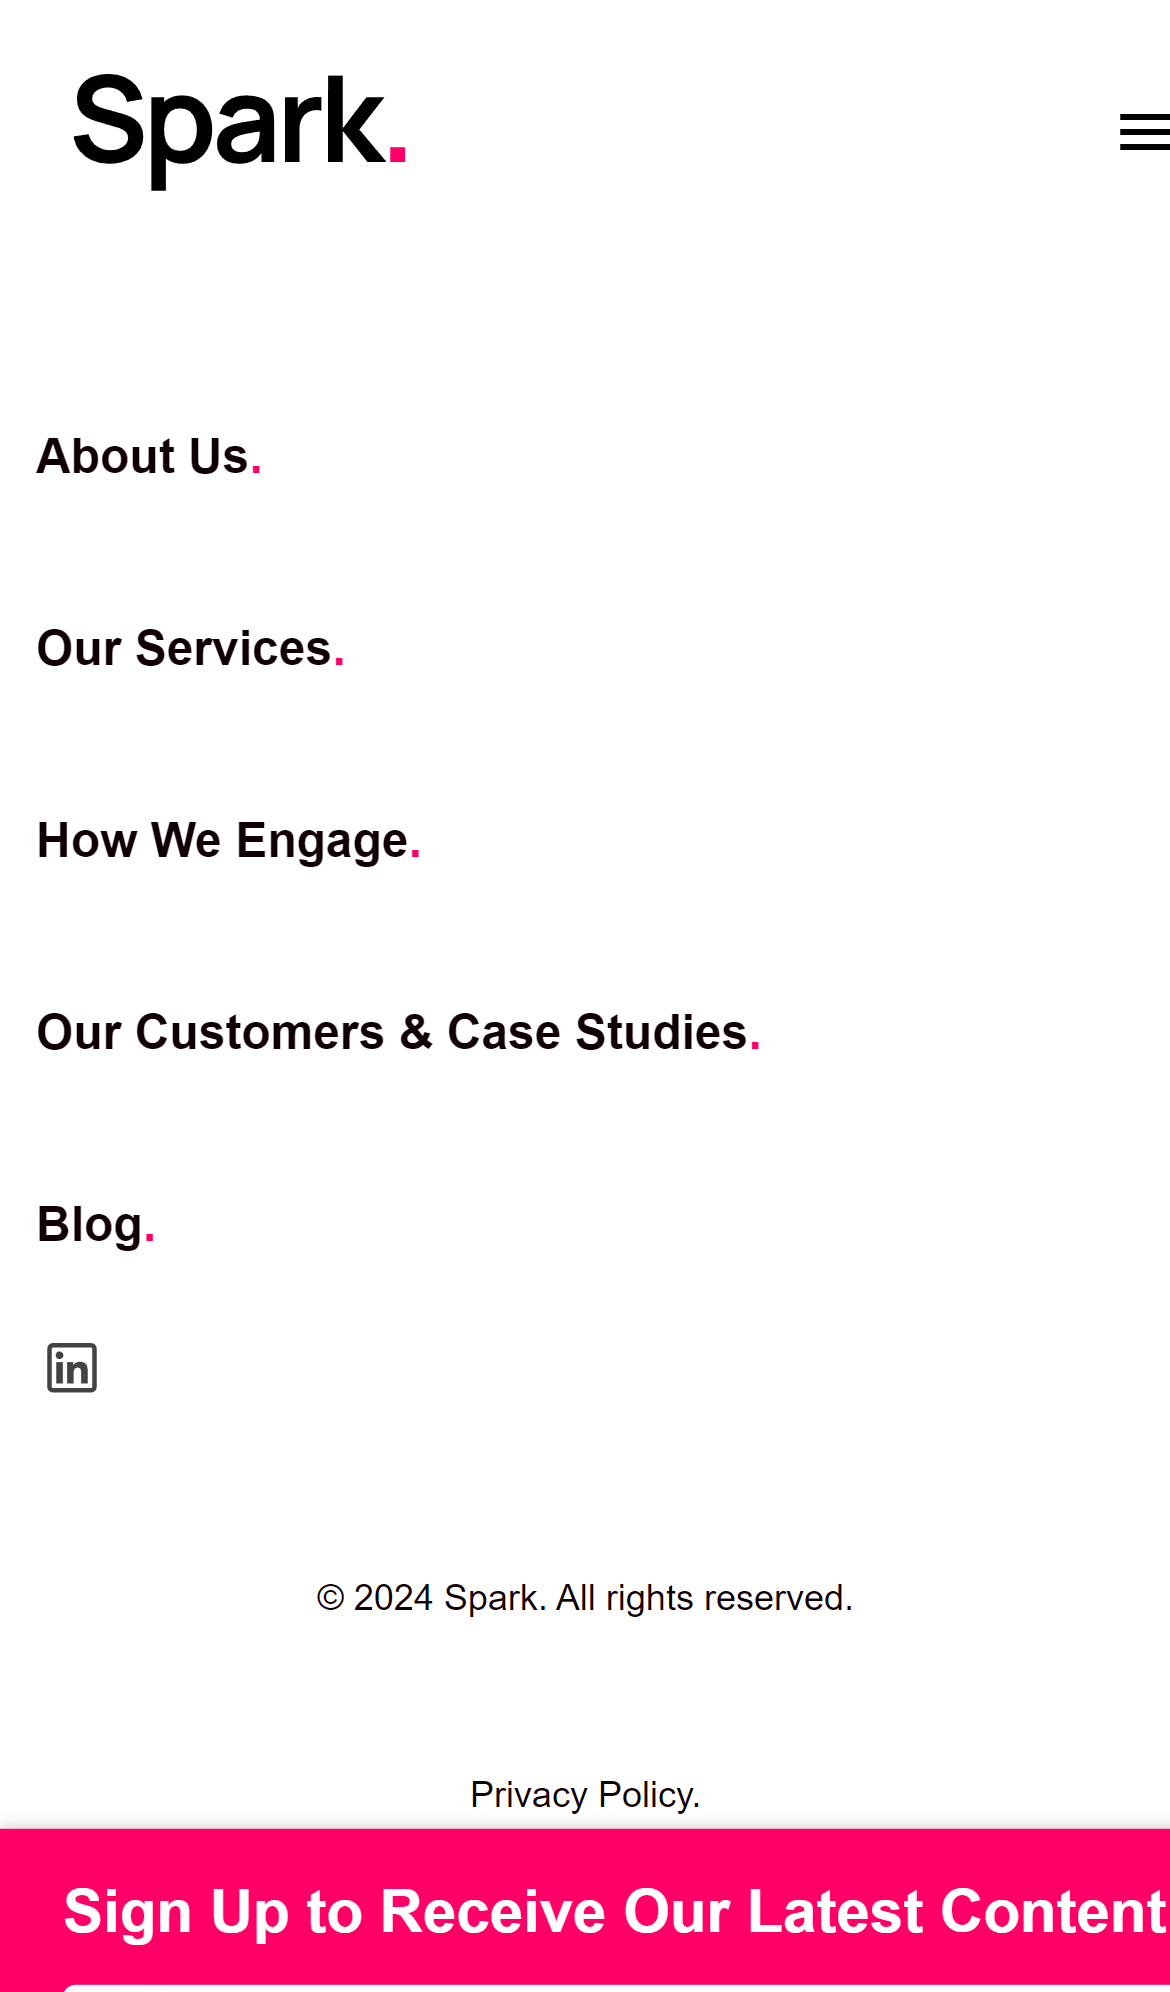 Spark.
About Us.
Our Services.
How We Engage.
Our Customers & Case Studies.
Blog.
in
© 2024 Spark. All rights reserved.
Privacy Policy.
Sign Up to Receive Our Latest Content